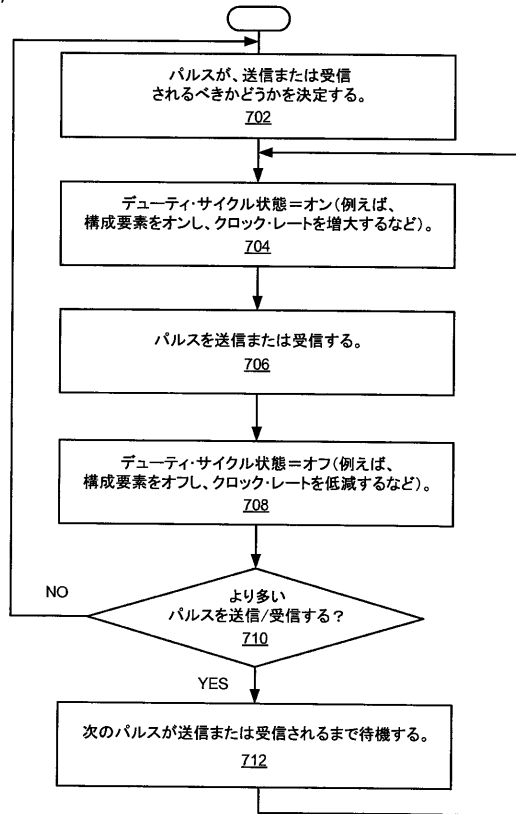 パルスが、送信または受信
されるべきかどうかを決定する。
702
デューティ・サイクル状態=オン(例えば、
構成要素をオンし、クロック・レートを増大するなど)。
704
パルスを送信または受信する。
706
デューティ・サイクル状態=オフ(例えば、
構成要素をオフし、クロック・レートを低減するなど)。
708
NO
より多い
パルスを送信/受信する?
710
YES
次のパルスが送信または受信されるまで待機する。
712